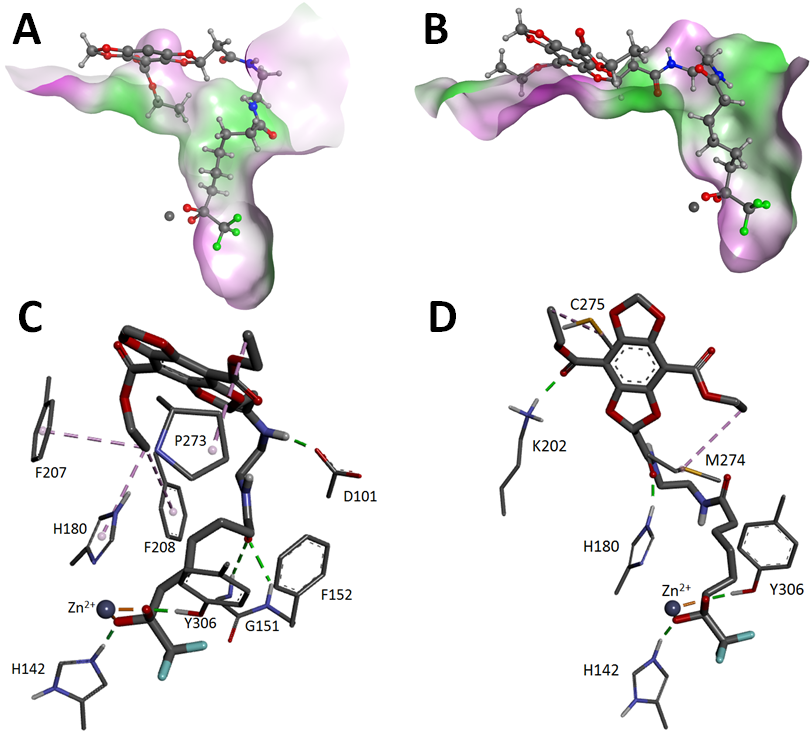 A
B
C
D
C275
F207
P273
K202
D101
M274
H180
F208
H180
F152
Zn2+
Y306
G151
Zn2+
Y306
H142
H142